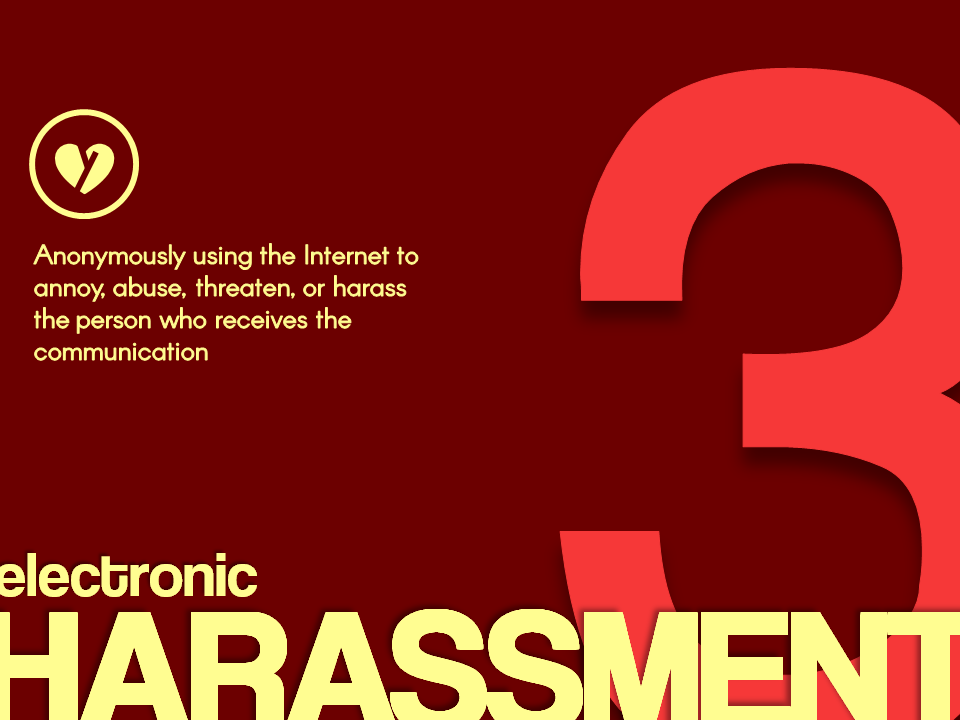 3
Anonymously using the Internet to
annoy, abuse, threaten, or harass
the person who receives the
communication
electronic
HARASSMENT